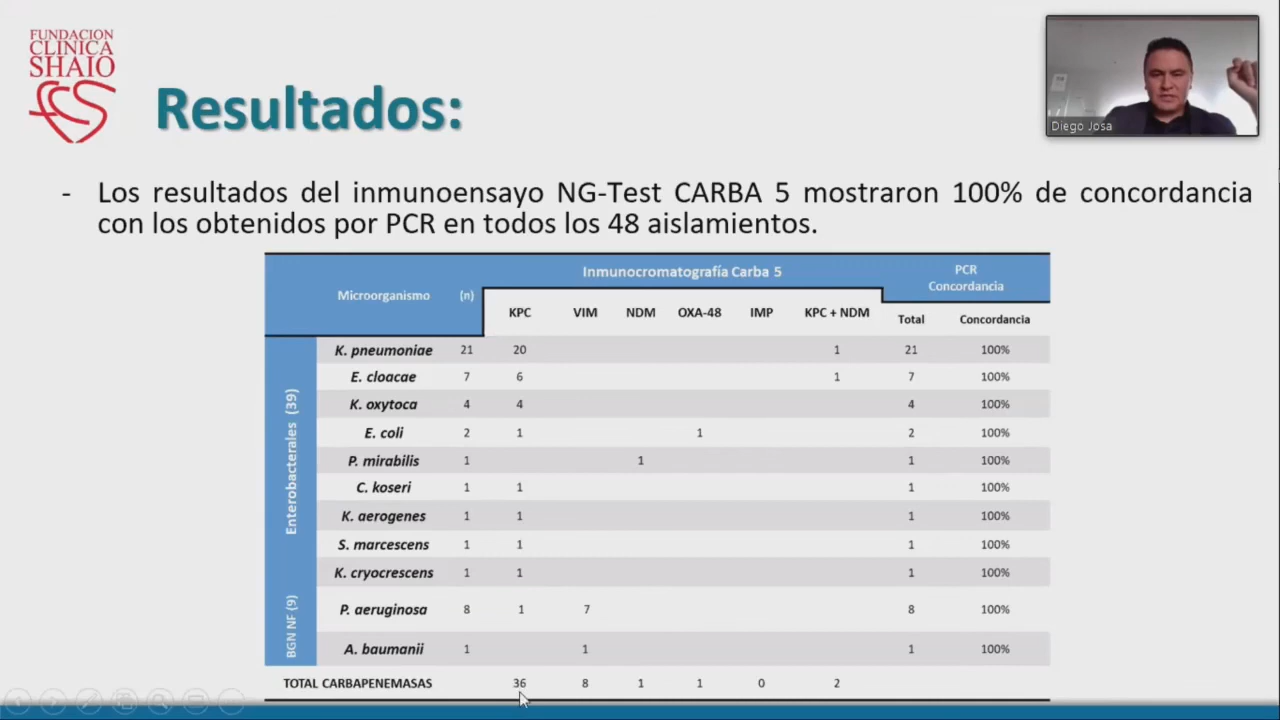 FUNDACION
CLINICA
SHAIO
Resultados:
Diego Josa
- Los resultados del inmunoensayo NG-Test CARBA 5 mostraron 100% de concordancia
con los obtenidos por PCR en todos los 48 aislamientos.
Microorganismo (n) Inmunocromatografía Carba 5 PCR
Concordancia
KPC VIM NDM OXA-48 IMP KPC + NDM Total Concordancia
Enterobacterales (39)
K. pneumoniae 21 20 1 21 100%
E. cloacae 7 6 1 7 100%
K. oxytoca 4 4 4 100%
E. coli 2 1 1 2 100%
P. mirabilis 1 1 1 100%
C. koseri 1 1 1 100%
K. aerogenes 1 1 1 100%
S. marcescens 1 1 1 100%
K. cryocrescens 1 1 1 100%
BGN NF (9)
P. aeruginosa 8 1 7 8 100%
A. baumanii 1 1 1 100%
TOTAL CARBAPENEMASAS 36 8 1 1 0 2